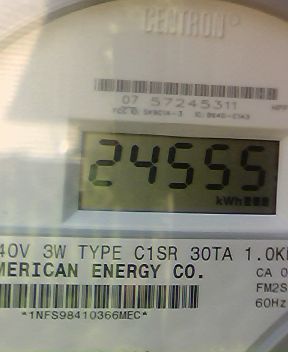 CENTRON®
07 57245311
24555
kWh
40V 3W TYPE C1SR 30TA 1.0K
MERICAN ENERGY CO.
CA 0
FM2S
60Hz
*1NFS98410366MEC*